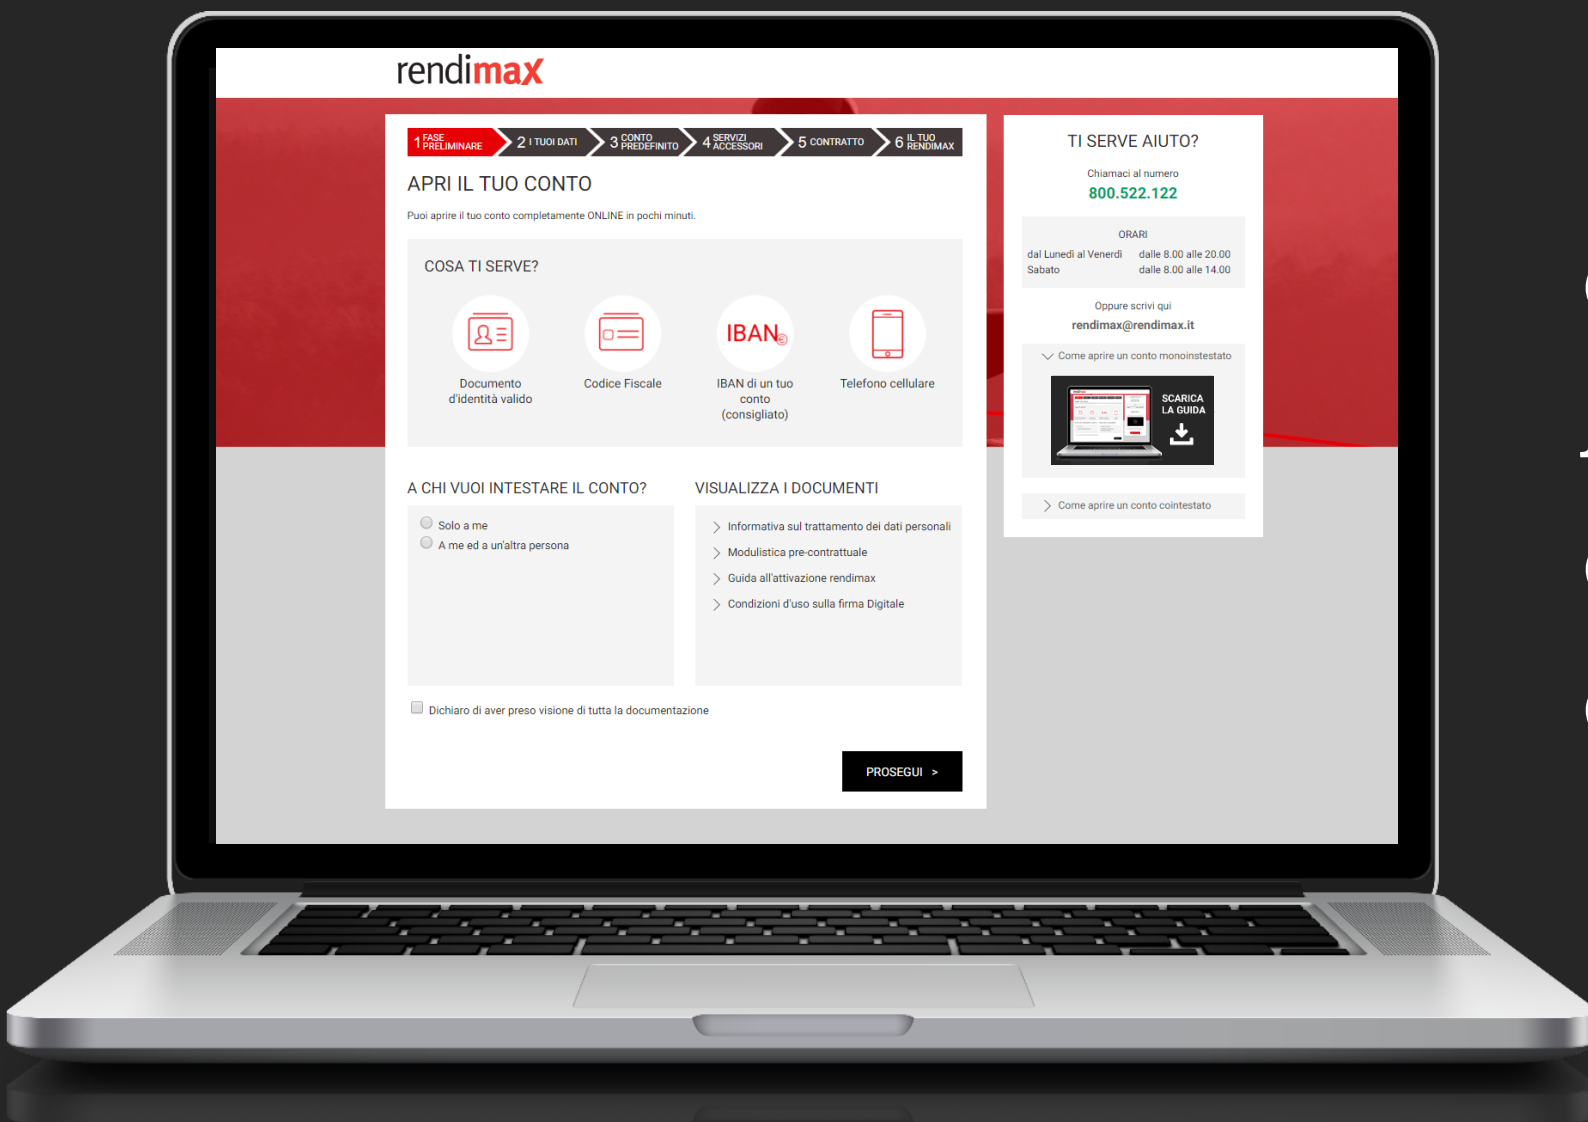 rendimax
1 FASE PRELIMINARE
2 I TUOI DATI
3 CONTO PREDEFINITO
4 SERVIZI ACCESSORI
5 CONTRATTO
6 IL TUO RENDIMAX
APRI IL TUO CONTO
Puoi aprire il tuo conto completamente ONLINE in pochi minuti.
COSA TI SERVE?
IBAN€
Documento
d'identità valido
Codice Fiscale
IBAN di un tuo
conto
(consigliato)
Telefono cellulare
A CHI VUOI INTESTARE IL CONTO?
Solo a me
A me ed a un'altra persona
VISUALIZZA I DOCUMENTI
Informativa sul trattamento dei dati personali
Modulistica pre-contrattuale
Guida all'attivazione rendimax
Condizioni d'uso sulla firma Digitale
Dichiaro di aver preso visione di tutta la documentazione
PROSEGUI >
TI SERVE AIUTO?
Chiamaci al numero
800.522.122
ORARI
dal Lunedì al Venerdì dalle 8.00 alle 20.00
Sabato dalle 8.00 alle 14.00
Oppure scrivi qui
rendimax@rendimax.it
Come aprire un conto monoinstestato
SCARICA
LA GUIDA
Come aprire un conto cointestato